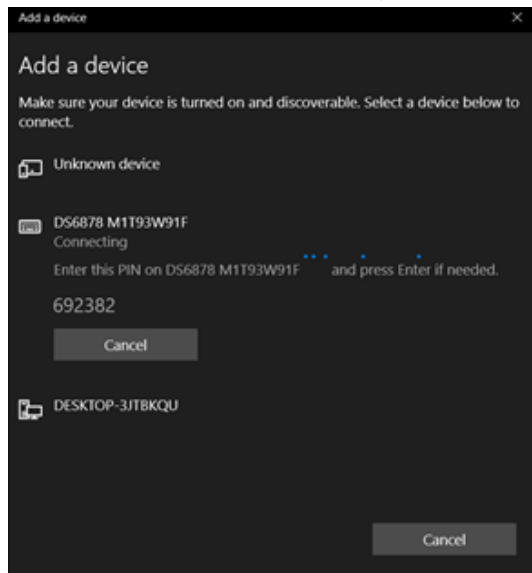 Add a device
Add a device
Make sure your device is turned on and discoverable. Select a device below to
connect.
Unknown device
DS6878 M1T93W91F
Connecting
Enter this PIN on DS6878 M1T93W91F and press Enter if needed.
692382
Cancel
DESKTOP-3JTBKQU
Cancel